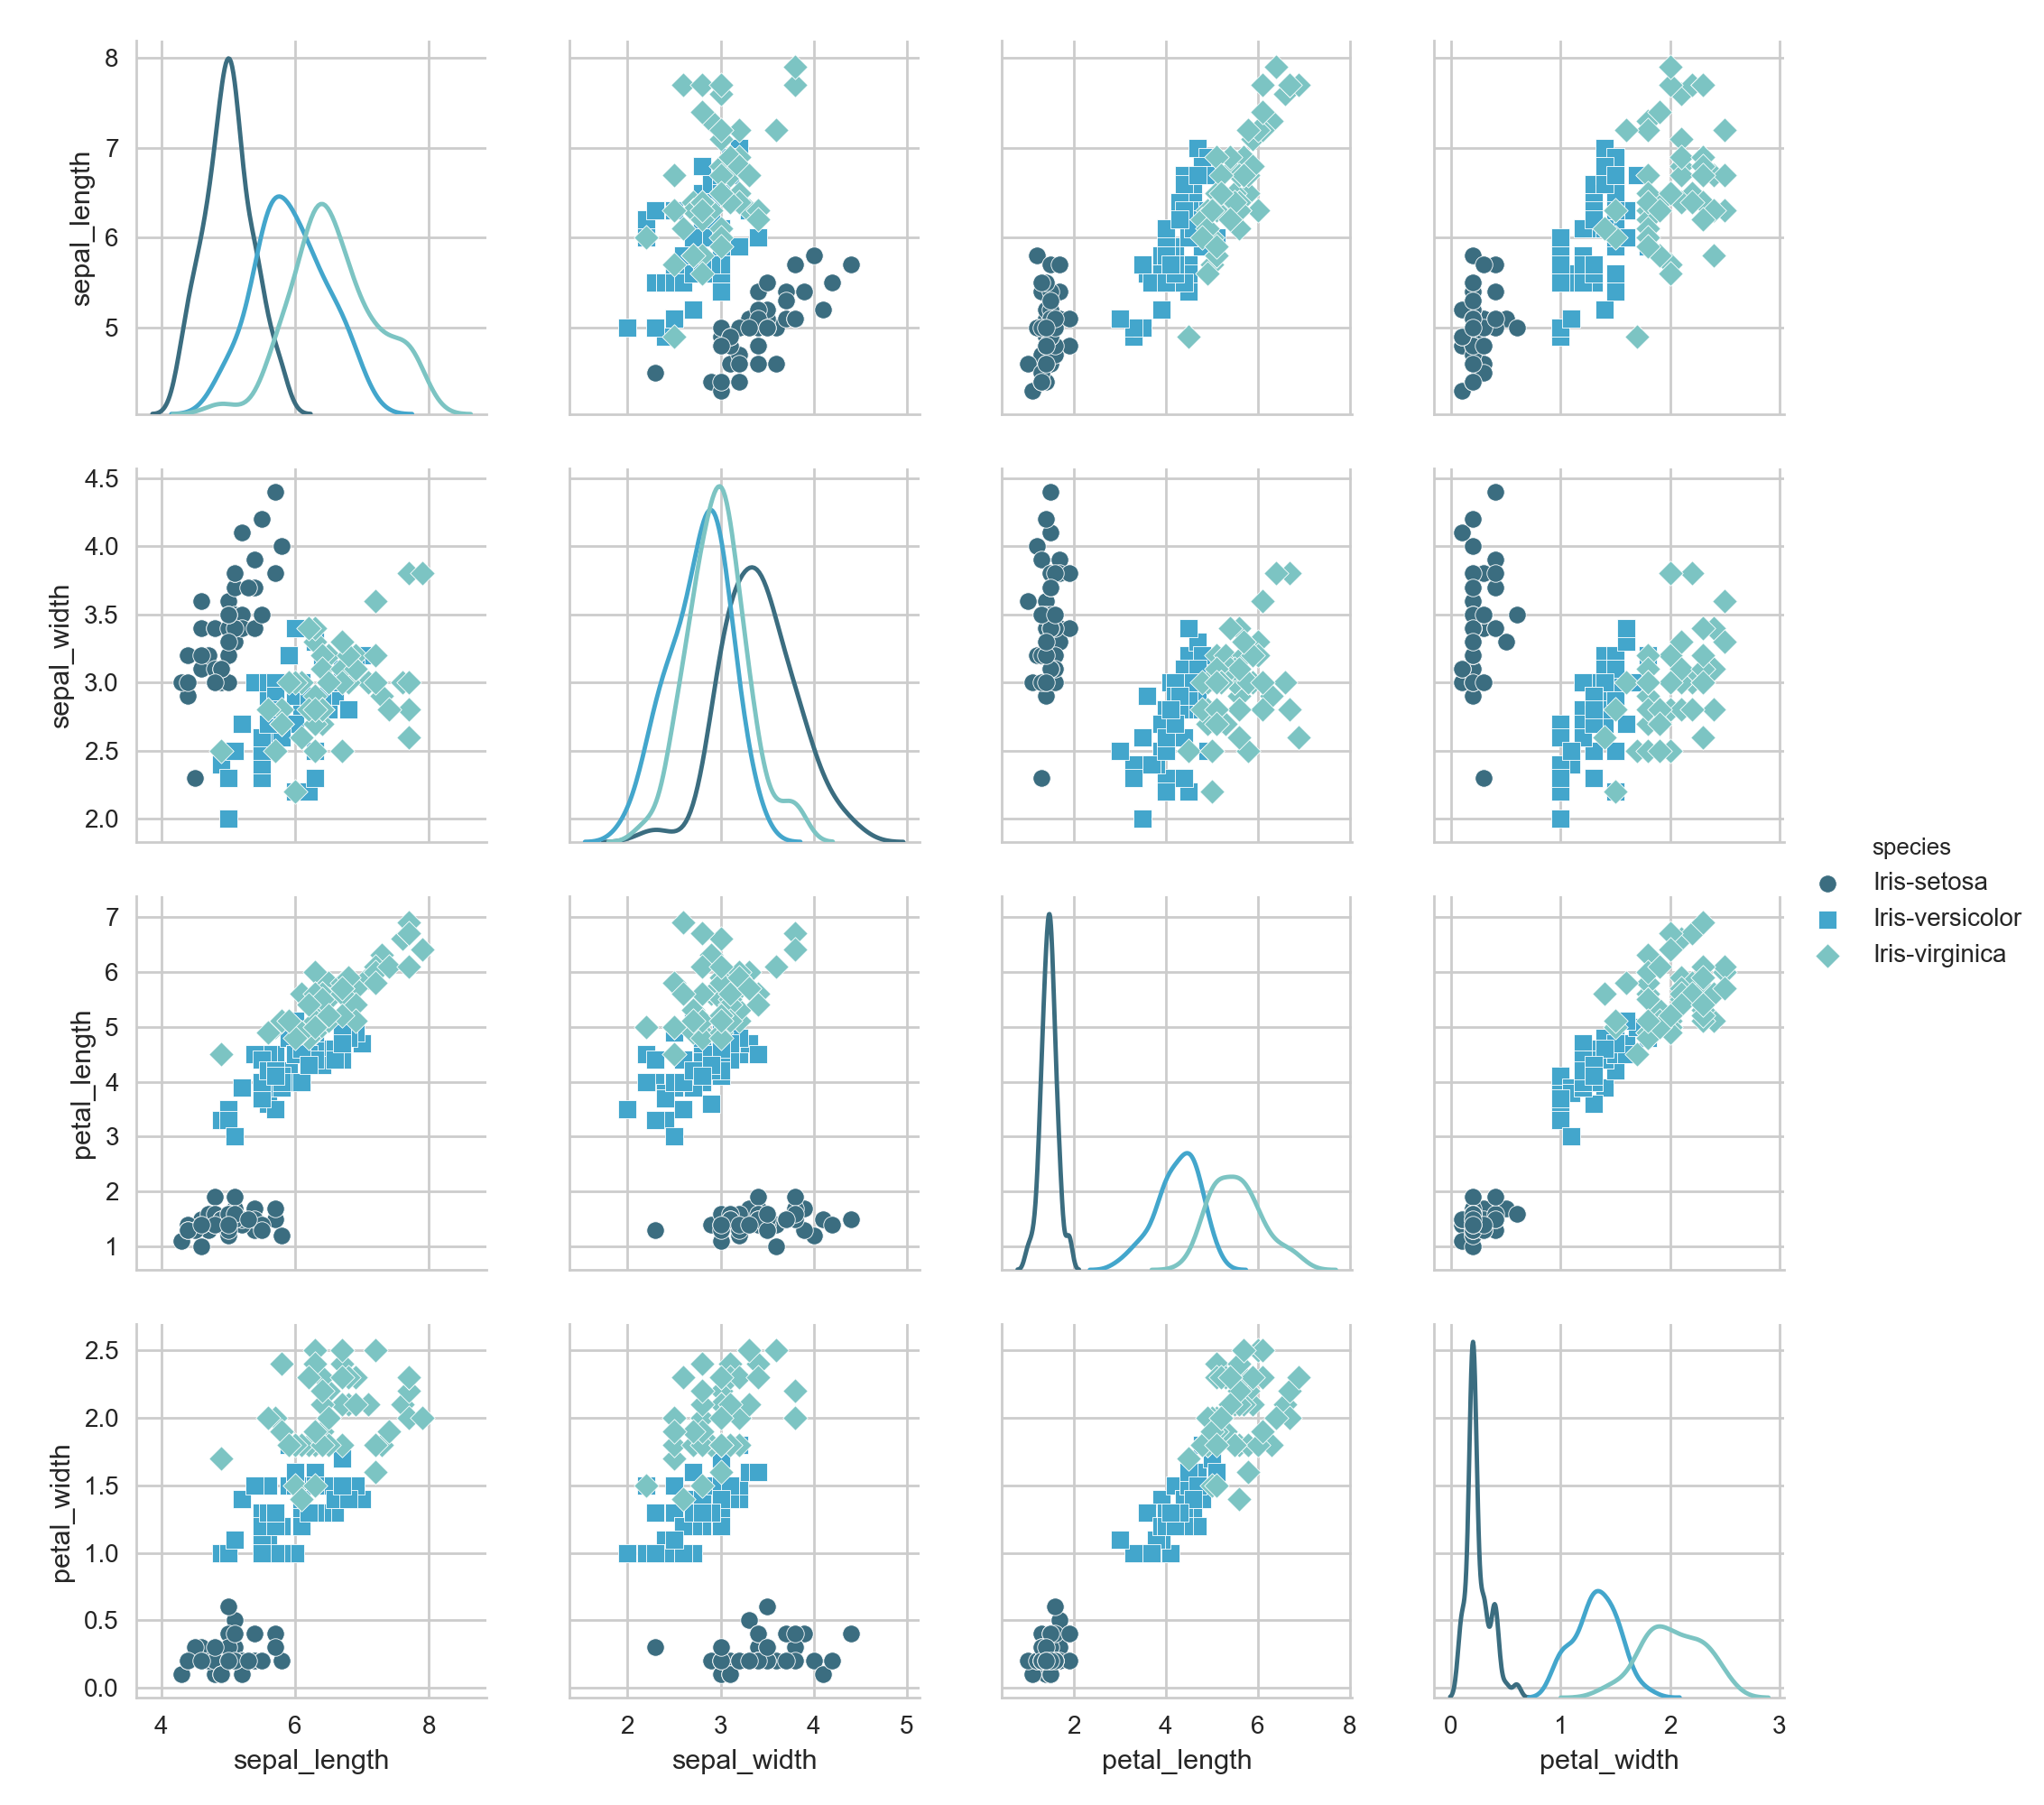 8
7
6
5
sepal_length
4.5
4.0
3.5
3.0
2.5
2.0
sepal_width
species
Iris-setosa
Iris-versicolor
Iris-virginica
7
6
5
4
3
2
1
petal_length
2.5
2.0
1.5
1.0
0.5
0.0
petal_width
4 6 8
2 3 4 5
2 4 6 8
0 1 2 3
sepal_length
sepal_width
petal_length
petal_width